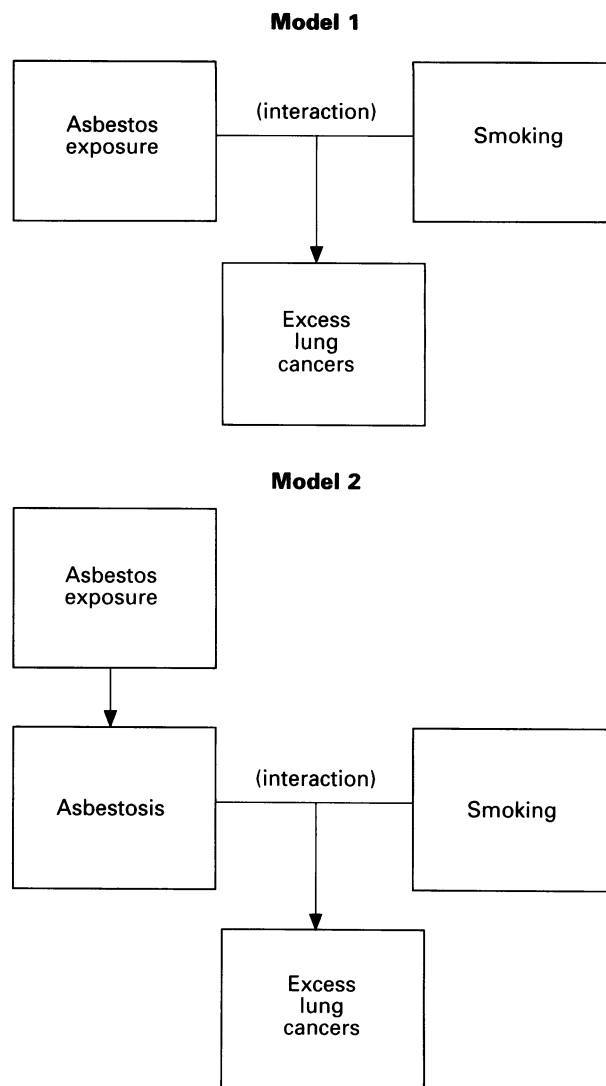 Model 1
Asbestos
exposure
(interaction)
Smoking
Excess
lung
cancers
Model 2
Asbestos
exposure
Asbestosis
(interaction)
Smoking
Excess
lung
cancers